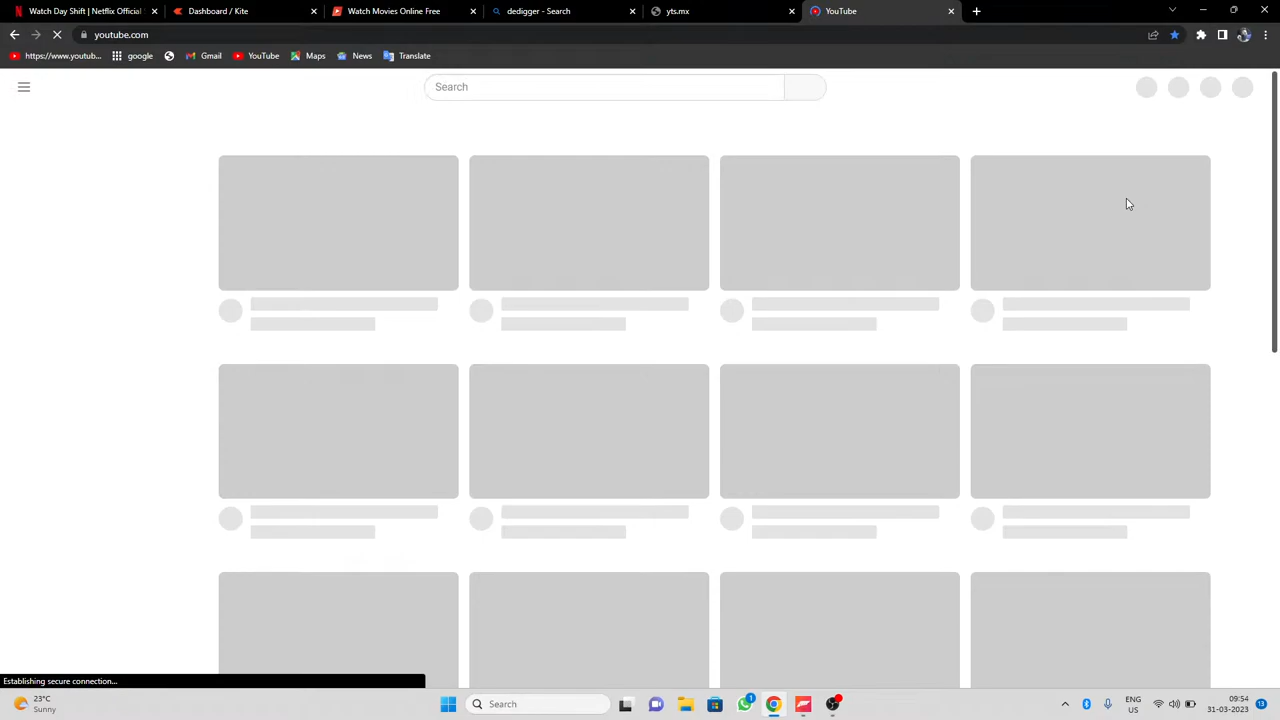 Watch Day Shift | Netflix Official
Dashboard / Kite
Watch Movies Online Free
dedigger - Search
yts.mx
YouTube
youtube.com
https://www.youtub...
google
Gmail
YouTube
Maps
News
Translate
Search
Establishing secure connection...
23°C
Sunny
Search
1
ENG
US
09:54
31-03-2023
13